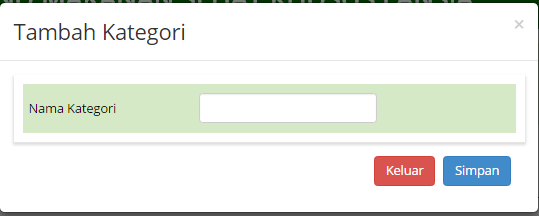 Tambah Kategori
×
Nama Kategori
Keluar
Simpan